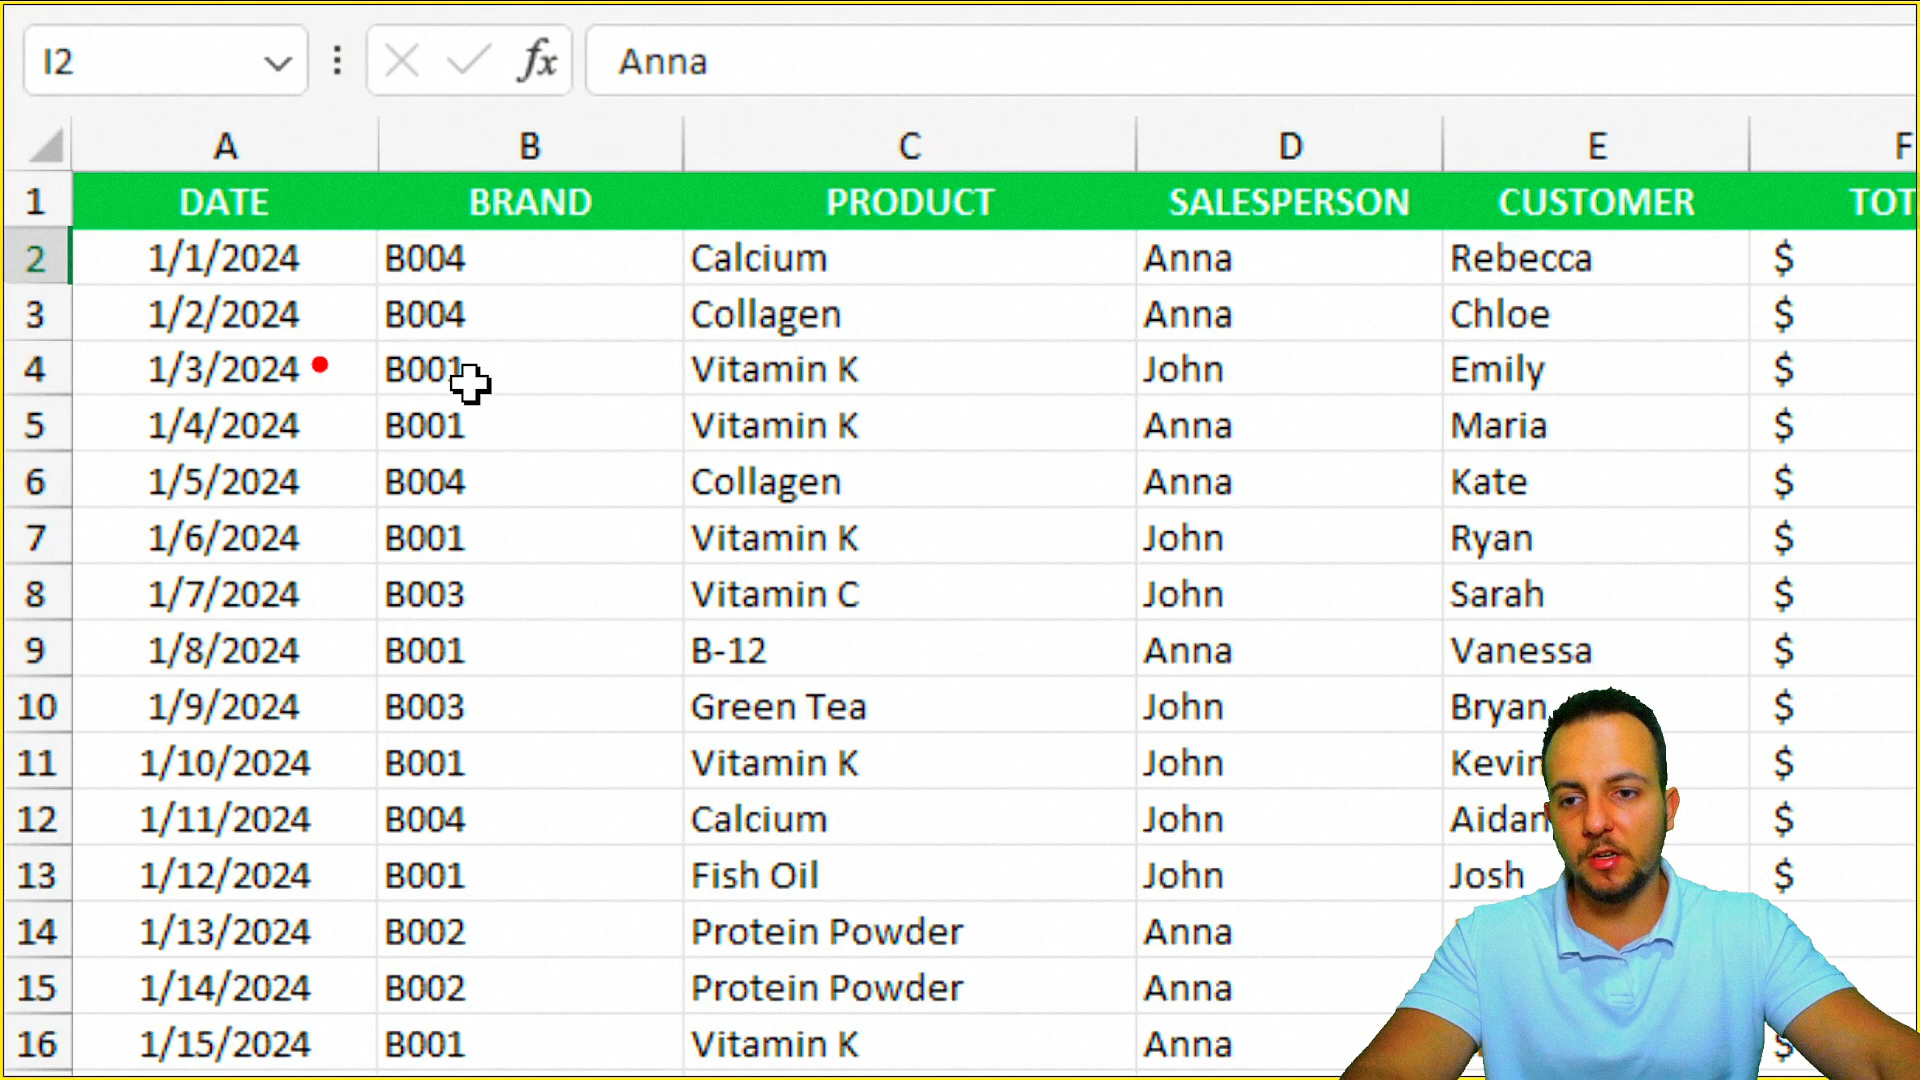 I2 fx Anna
A B C D E F
1 DATE BRAND PRODUCT SALESPERSON CUSTOMER
2 1/1/2024 B004 Calcium Anna Rebecca $
3 1/2/2024 B004 Collagen Anna Chloe $
4 1/3/2024 B001 Vitamin K John Emily $
5 1/4/2024 B001 Vitamin K Anna Maria $
6 1/5/2024 B004 Collagen Anna Kate $
7 1/6/2024 B001 Vitamin K John Ryan $
8 1/7/2024 B003 Vitamin C John Sarah $
9 1/8/2024 B001 B-12 Anna Vanessa $
10 1/9/2024 B003 Green Tea John Bryan $
11 1/10/2024 B001 Vitamin K John Kevin $
12 1/11/2024 B004 Calcium John Aidan $
13 1/12/2024 B001 Fish Oil John Josh $
14 1/13/2024 B002 Protein Powder Anna
15 1/14/2024 B002 Protein Powder Anna
16 1/15/2024 B001 Vitamin K Anna $